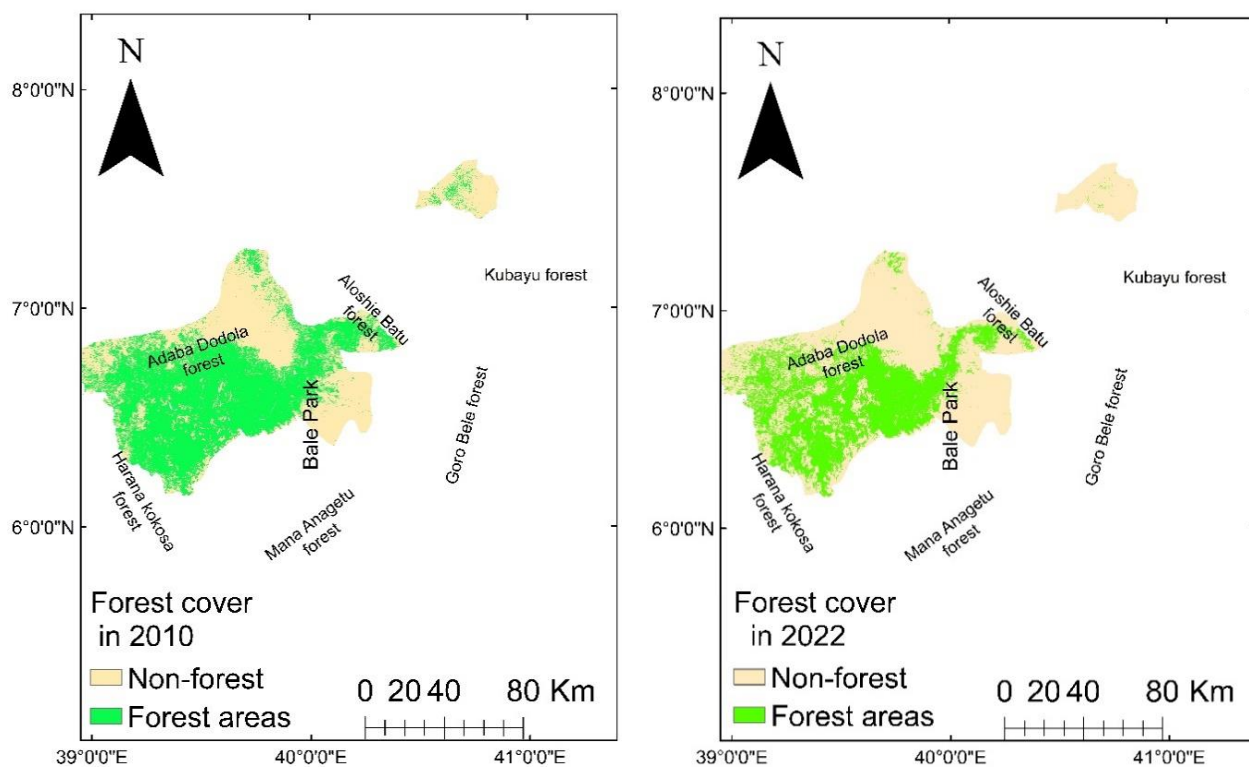 N
8°0'0"N
7°0'0"N
6°0'0"N
Kubayu forest
Aloshie Batu
forest
Adaba Dodola
forest
Bale Park
Goro Bele forest
Harana kokosa
forest
Mana Anagetu
forest
Forest cover
in 2010
Non-forest
Forest areas
0 20 40 80 Km
39°0'0"E 40°0'0"E 41°0'0"E
N
8°0'0"N
7°0'0"N
6°0'0"N
Kubayu forest
Aloshie Batu
forest
Adaba Dodola
forest
Bale Park
Goro Bele forest
Harana kokosa
forest
Mana Anagetu
forest
Forest cover
in 2022
Non-forest
Forest areas
0 20 40 80 Km
39°0'0"E 40°0'0"E 41°0'0"E